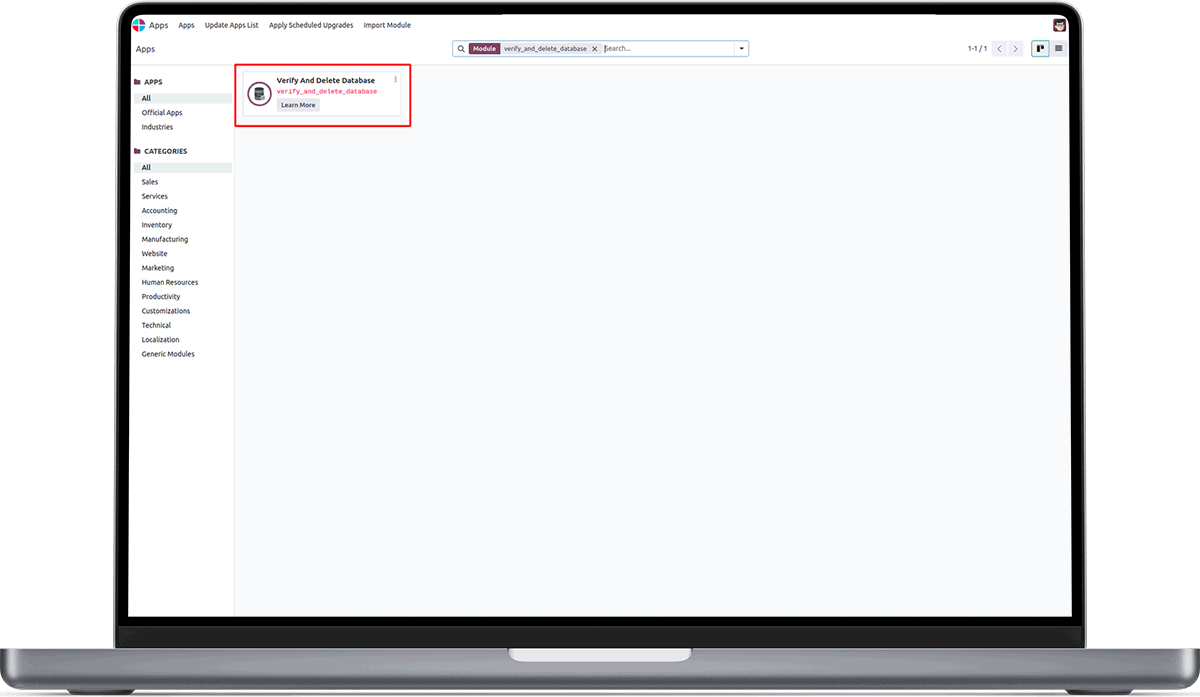 Apps Apps Update Apps List Apply Scheduled Upgrades Import Module
Apps
Module verify_and_delete_database Search...
1-1 / 1
APPS
All
Official Apps
Industries
CATEGORIES
All
Sales
Services
Accounting
Inventory
Manufacturing
Website
Marketing
Human Resources
Productivity
Customizations
Technical
Localization
Generic Modules
Verify And Delete Database
verify_and_delete_database
Learn More